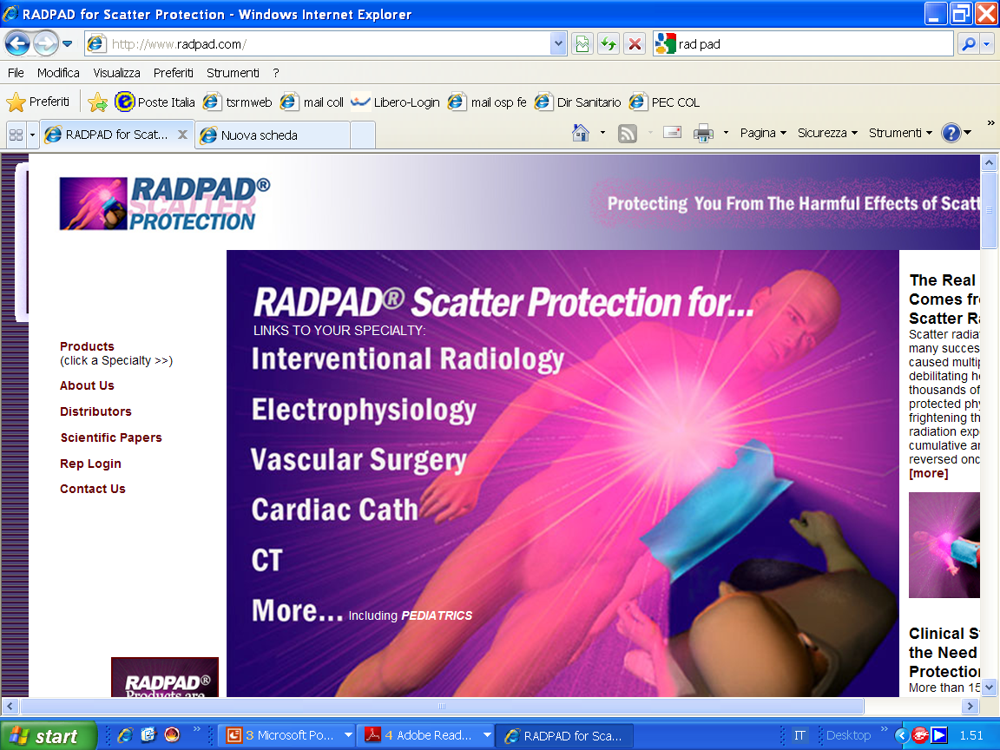 RADPAD for Scatter Protection - Windows Internet Explorer
http://www.radpad.com/
rad pad
File Modifica Visualizza Preferiti Strumenti ?
Preferiti Poste Italia tsrmweb mail coll Libero-Login mail osp fe Dir Sanitario PEC COL
RADPAD for Scat... Nuova scheda Pagina Sicurezza Strumenti
RADPAD®
SCATTER
PROTECTION
Protecting You From The Harmful Effects of Scatt
Products
(click a Specialty >>)
About Us
Distributors
Scientific Papers
Rep Login
Contact Us
RADPAD®
Products are
RADPAD® Scatter Protection for...
LINKS TO YOUR SPECIALTY:
Interventional Radiology
Electrophysiology
Vascular Surgery
Cardiac Cath
CT
More... Including PEDIATRICS
The Real
Comes fr
Scatter Ra
Scatter radia
many succes
caused multip
debilitating he
thousands of
protected phy
frightening th
radiation exp
cumulative an
reversed onc
[more]
Clinical S
the Need
Protection
More than 15
start 3 Microsoft Po... 4 Adobe Read... RADPAD for Sca... IT Desktop 1.51